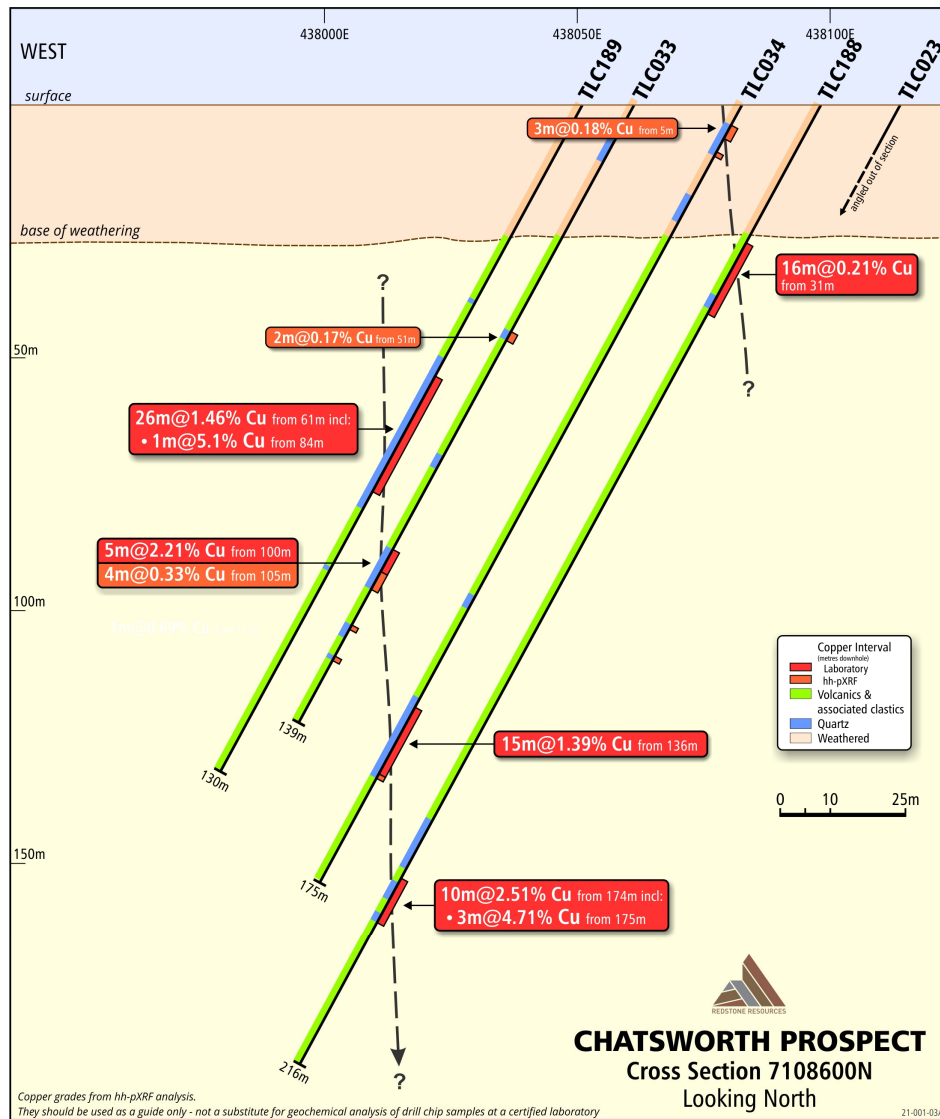 438000E
438050E
438100E
WEST
TLC189
TLC033
TLC034
TLC188
TLC023
surface
3m@0.18% Cu from 5m
angled out of section
base of weathering
16m@0.21% Cu
from 31m
?
2m@0.17% Cu from 51m
50m
?
26m@1.46% Cu from 61m incl:
• 1m@5.1% Cu from 84m
5m@2.21% Cu from 100m
4m@0.33% Cu from 105m
100m
Copper Interval
(metres downhole)
Laboratory
hh-pXRF
Volcanics &
associated clastics
Quartz
Weathered
139m
15m@1.39% Cu from 136m
130m
0 10 25m
150m
175m
10m@2.51% Cu from 174m incl:
• 3m@4.71% Cu from 175m
216m
?
REDSTONE RESOURCES
CHATSWORTH PROSPECT
Cross Section 7108600N
Looking North
Copper grades from hh-pXRF analysis.
They should be used as a guide only - not a substitute for geochemical analysis of drill chip samples at a certified laboratory